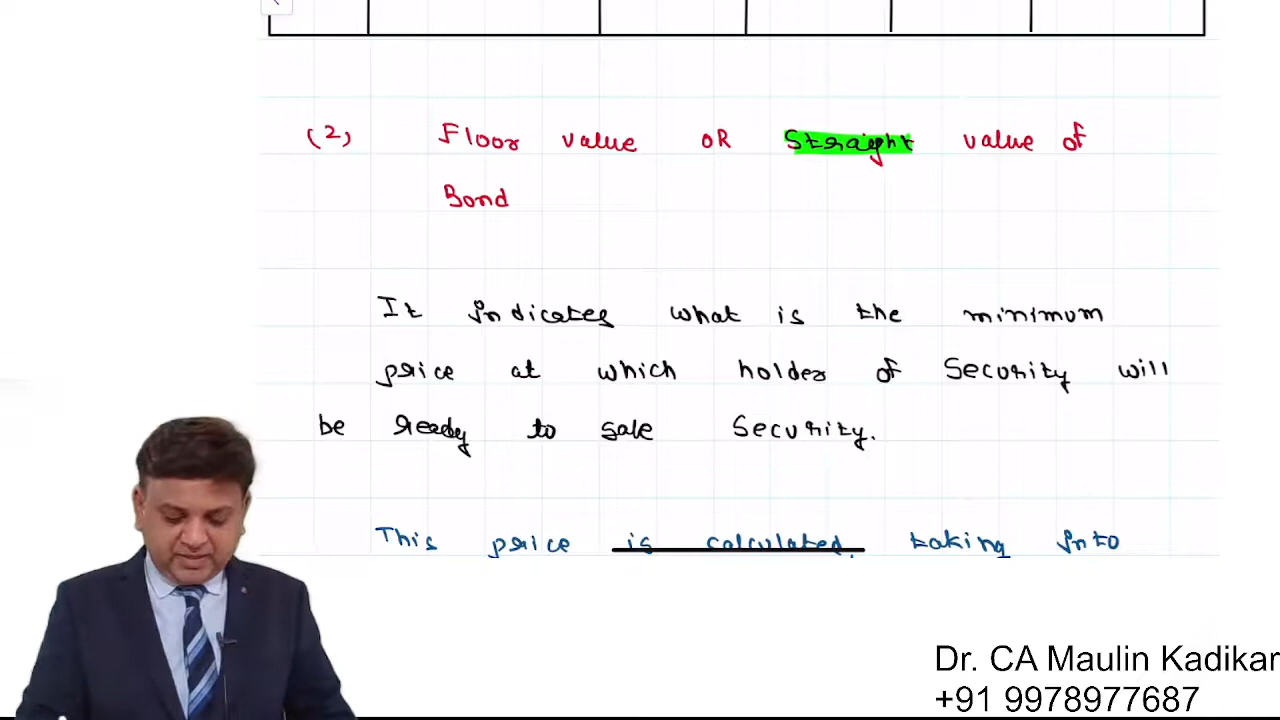 (2) Floor value OR Straight value of
Bond
It indicates what is the minimum
price at which holder of Security will
be ready to sale Security.
This price is calculated. taking into
Dr. CA Maulin Kadikar
+91 9978977687